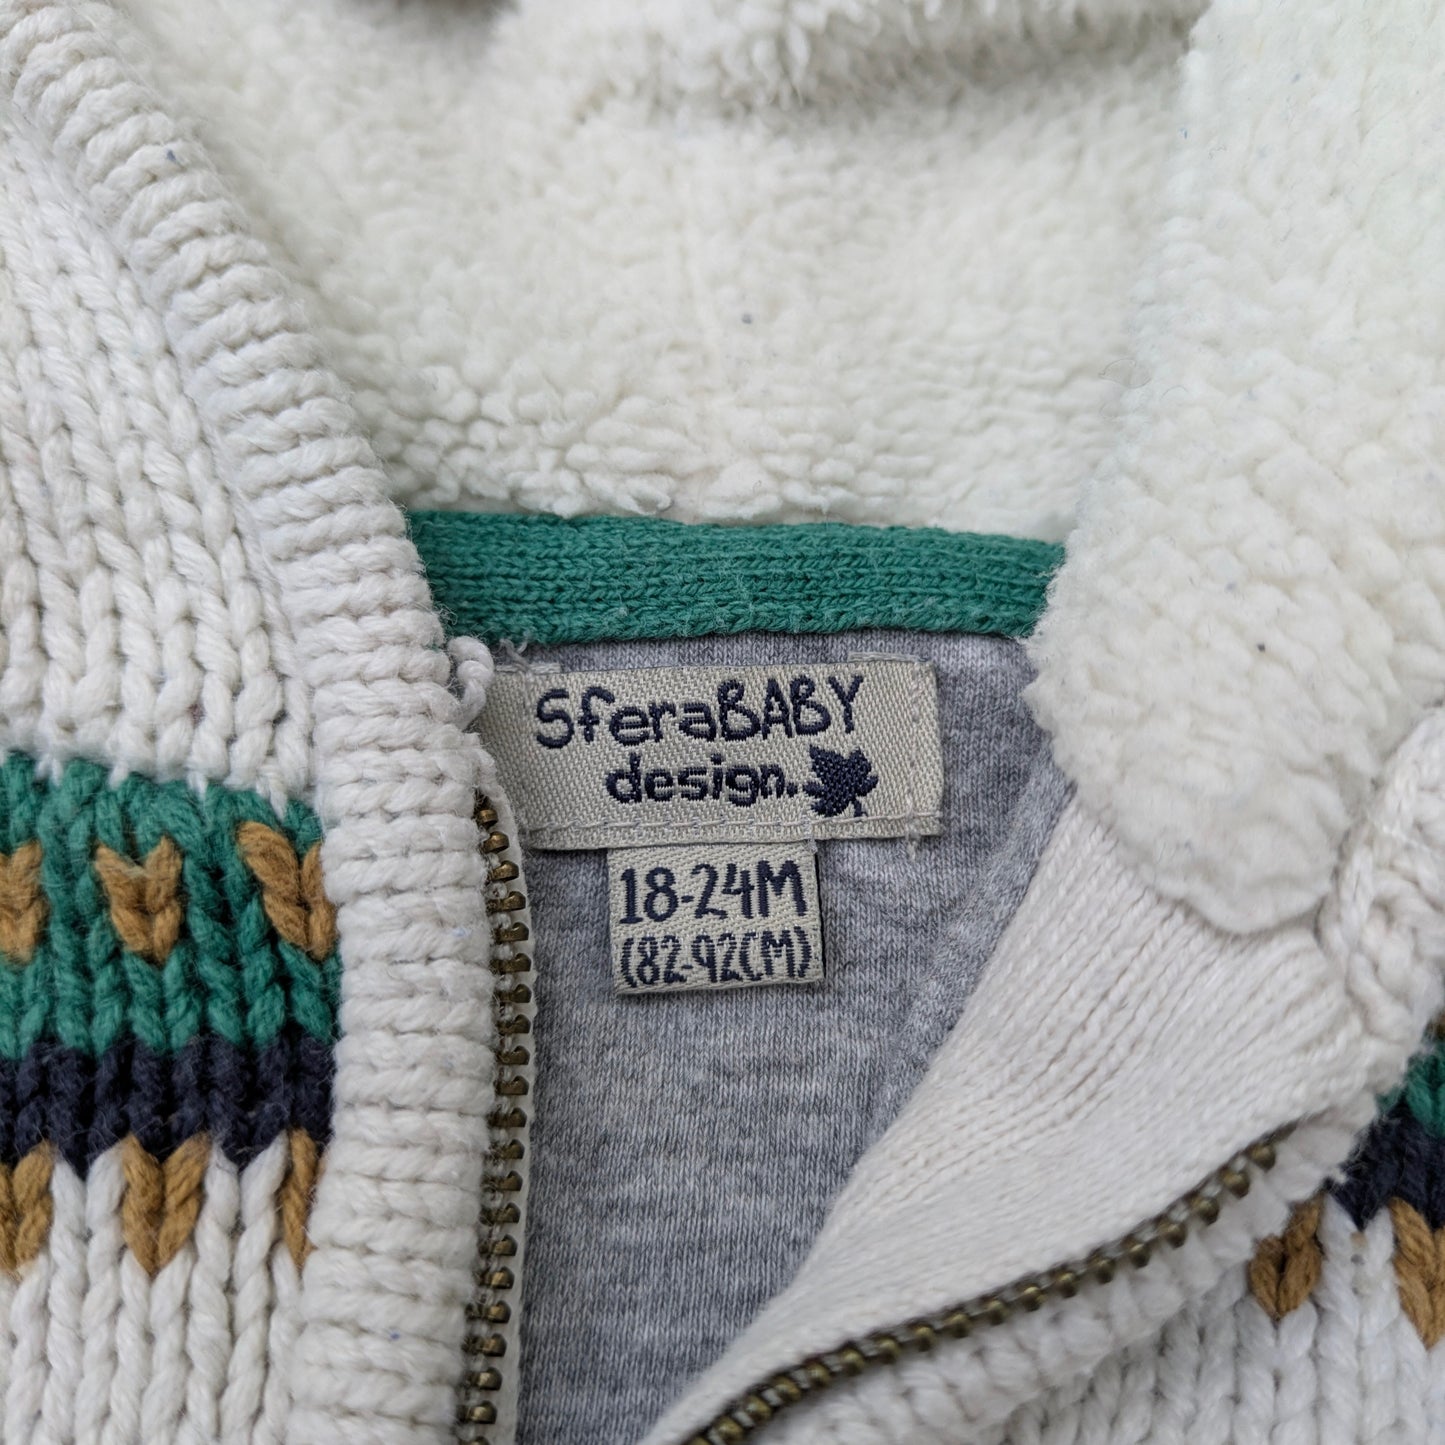 SferaBABY
design.
18-24M
(82-92CM)